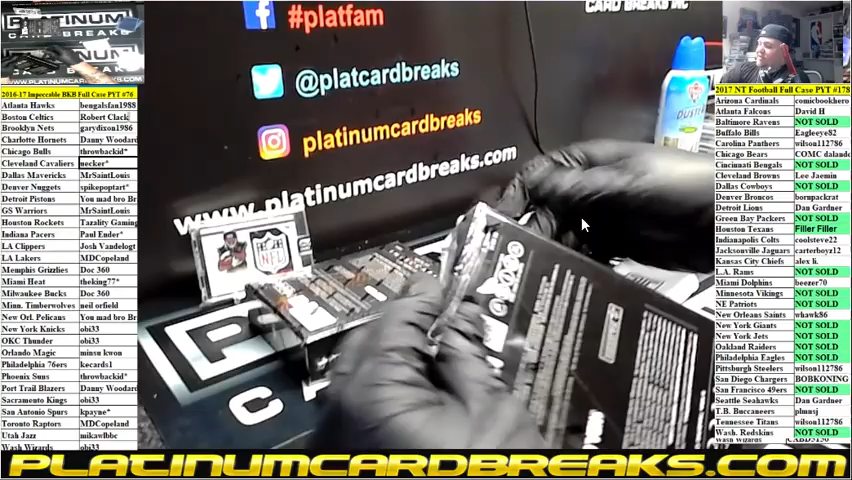 PLATINUM
CARD BREAKS
2016-17 Impeccable BKB Full Case PYT #76
Atlanta Hawks bengalsfan1988
Boston Celtics Robert Clack
Brooklyn Nets garydixon1986
Charlotte Hornets Danny Woodard
Chicago Bulls throwbackid*
Cleveland Cavaliers necker*
Dallas Mavericks MrSaintLouis
Denver Nuggets spikepoptart*
Detroit Pistons You mad Br
GS Warriors MrSaintLouis
Houston Rockets Tazality Gaming
Indiana Pacers Paul Ender*
LA Clippers Josh Vandelogt
LA Lakers MDCopeland
Memphis Grizzlies Doc 360
Miami Heat theking77*
Milwaukee Bucks Doc 360
Minn. Timberwolves neil orfield
New Orl. Pelicans You mad br
New York Knicks obi33
OKC Thunder obi33
Orlando Magic minsu kwon
Philadelphia 76ers kecards1
Phoenix Suns throwbackid*
Port Trail Blazers Danny Woodard
Sacramento Kings obi33
San Antonio Spurs kpayne*
Toronto Raptors MDCopeland
Utah Jazz mikawlbbc
Wash Wizards obi33
CARD BREAKS INC
#platfam
@platcardbreaks
platinumcardbreaks
www.platinumcardbreaks.com
NFL
2017 NT Football Full Case PYT #178
Arizona Cardinals comicbookhero
Atlanta Falcons David H
Baltimore Ravens NOT SOLD
Buffalo Bills Eagleeye82
Carolina Panthers wilson112786
Chicago Bears COMC daland
Cincinnati Bengals NOT SOLD
Cleveland Browns Lee Jaemin
Dallas Cowboys NOT SOLD
Denver Broncos bornpackrat
Detroit Lions Dan Gardner
Green Bay Packers NOT SOLD
Houston Texans Filler Filler
Indianapolis Colts coolsteve22
Jacksonville Jaguars carterboyz12
Kansas City Chiefs alex li.
L.A. Rams NOT SOLD
Miami Dolphins beezer70
Minnesota Vikings NOT SOLD
NE Patriots NOT SOLD
New Orleans Saints whawk86
New York Giants NOT SOLD
New York Jets NOT SOLD
Oakland Raiders NOT SOLD
Philadelphia Eagles NOT SOLD
Pittsburgh Steelers wilson112786
San Diego Chargers BOBKONING
San Francisco 49ers NOT SOLD
Seattle Seahawks Dan Gardner
T.B. Buccaneers plmnsj
Tennessee Titans wilson112786
Wash. Redskins NOT SOLD
PLATINUMCARDBREAKS.COM